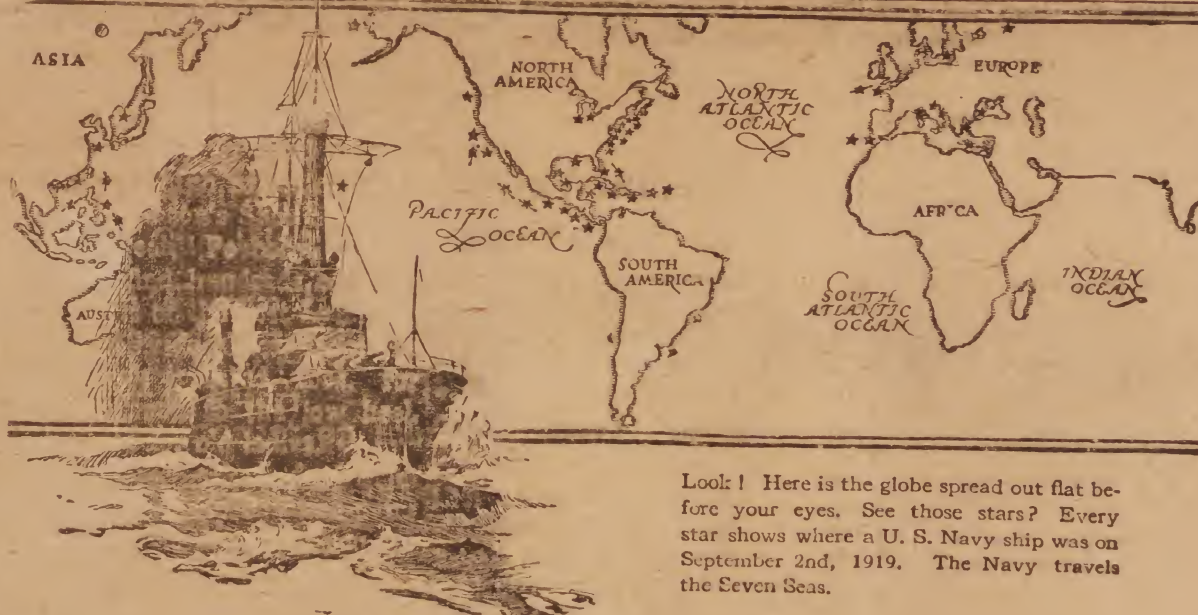 ASIA
NORTH
AMERICA
NORTH
ATLANTIC
OCEAN
EUROPE
PACIFIC
OCEAN
AFRICA
SOUTH
AMERICA
SOUTH
ATLANTIC
OCEAN
INDIAN
OCEAN
AUST
Look! Here is the globe spread out flat be-
fore your eyes. See those stars? Every
star shows where a U. S. Navy ship was on
September 2nd, 1919. The Navy travels
the Seven Seas.